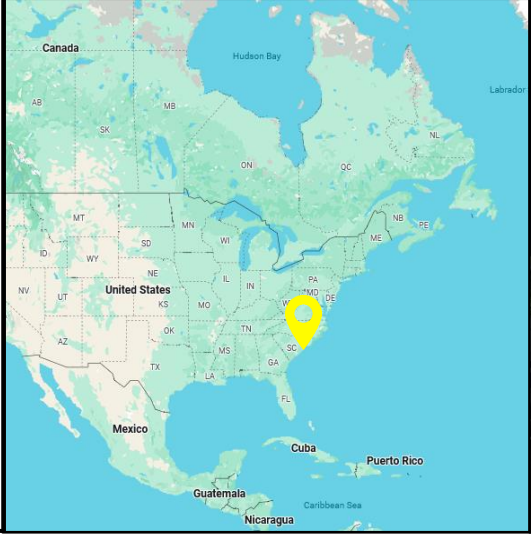 Canada
Hudson Bay
Labrador
AB
MB
SK
NL
ON
QC
NB
PE
MT
MN
ME
ID
SD
WI
WY
NE
PA
NV
IL
IN
MD
UT
United States
DE
KS
MO
OK
TN
AZ
MS
SC
GA
TX
LA
FL
Mexico
Cuba
Puerto Rico
Guatemala
Caribbean Sea
Nicaragua